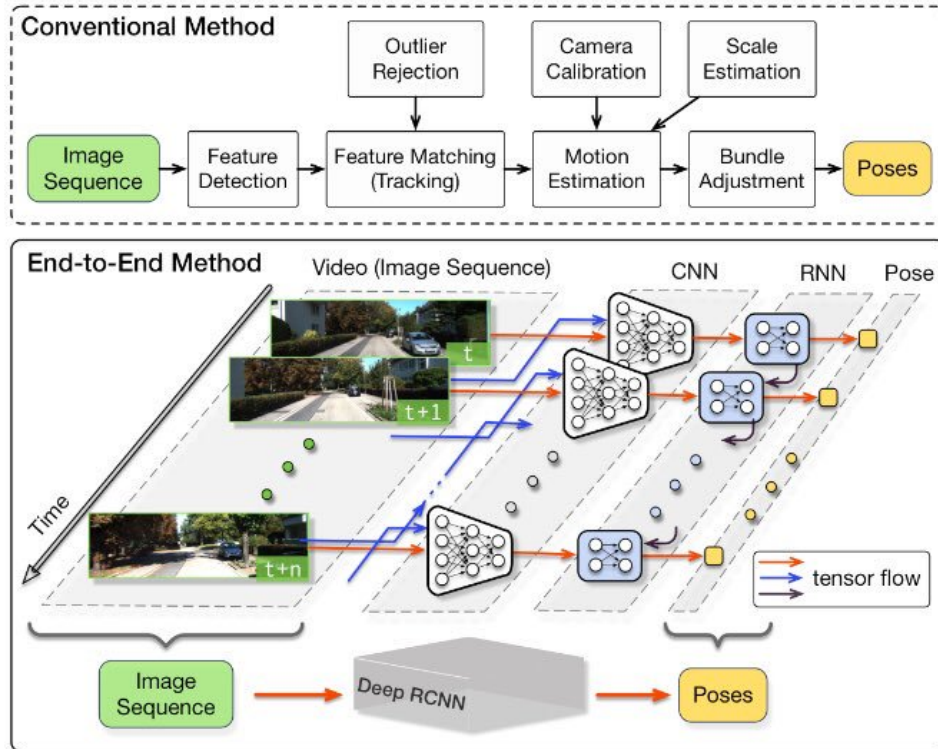 Conventional Method
Outlier
Rejection
Camera
Calibration
Scale
Estimation
Image
Sequence
Feature
Detection
Feature Matching
(Tracking)
Motion
Estimation
Bundle
Adjustment
Poses
End-to-End Method
Video (Image Sequence)
CNN
RNN
Pose
t
t+1
Time
t+n
tensor flow
Image
Sequence
Deep RCNN
Poses